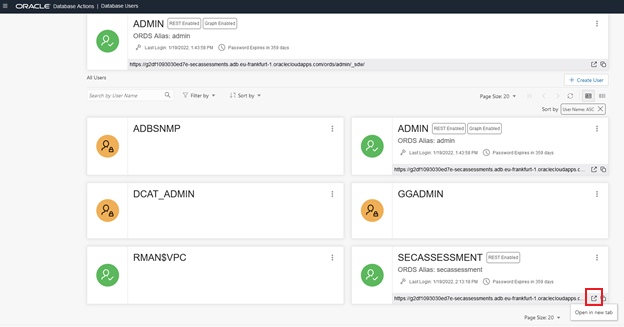 ORACLE Database Actions | Database Users
ADMIN REST Enabled Graph Enabled
ORDS Alias: admin
Last Login: 1/19/2022, 1:43:58 PM Password Expires in 359 days
https://g2df1093030ed7e-secassessments.adb.eu-frankfurt-1.oraclecloudapps.com/ords/admin/_sdw/
All Users
+ Create User
Search by User Name Filter by Sort by Page Size: 20
Sort by User Name: ASC
ADBSNMP
ADMIN REST Enabled Graph Enabled
ORDS Alias: admin
Last Login: 1/19/2022, 1:43:58 PM Password Expires in 359 days
https://g2df1093030ed7e-secassessments.adb.eu-frankfurt-1.oraclecloudapps.c...
DCAT_ADMIN
GGADMIN
RMAN$VPC
SECASSESSMENT REST Enabled
ORDS Alias: secassessment
Last Login: 1/19/2022, 2:13:18 PM Password Expires in 359 days
https://g2df1093030ed7e-secassessments.adb.eu-frankfurt-1.oraclecloudapps.c...
Open in new tab
Page Size: 20